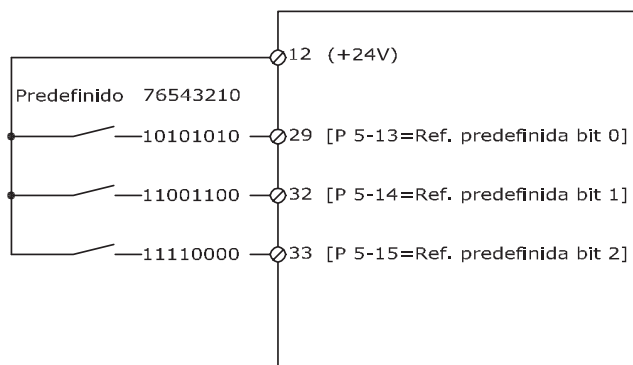 12 (+24V)
Predefinido 76543210
10101010 29 [P 5-13=Ref. predefinida bit 0]
11001100 32 [P 5-14=Ref. predefinida bit 1]
11110000 33 [P 5-15=Ref. predefinida bit 2]